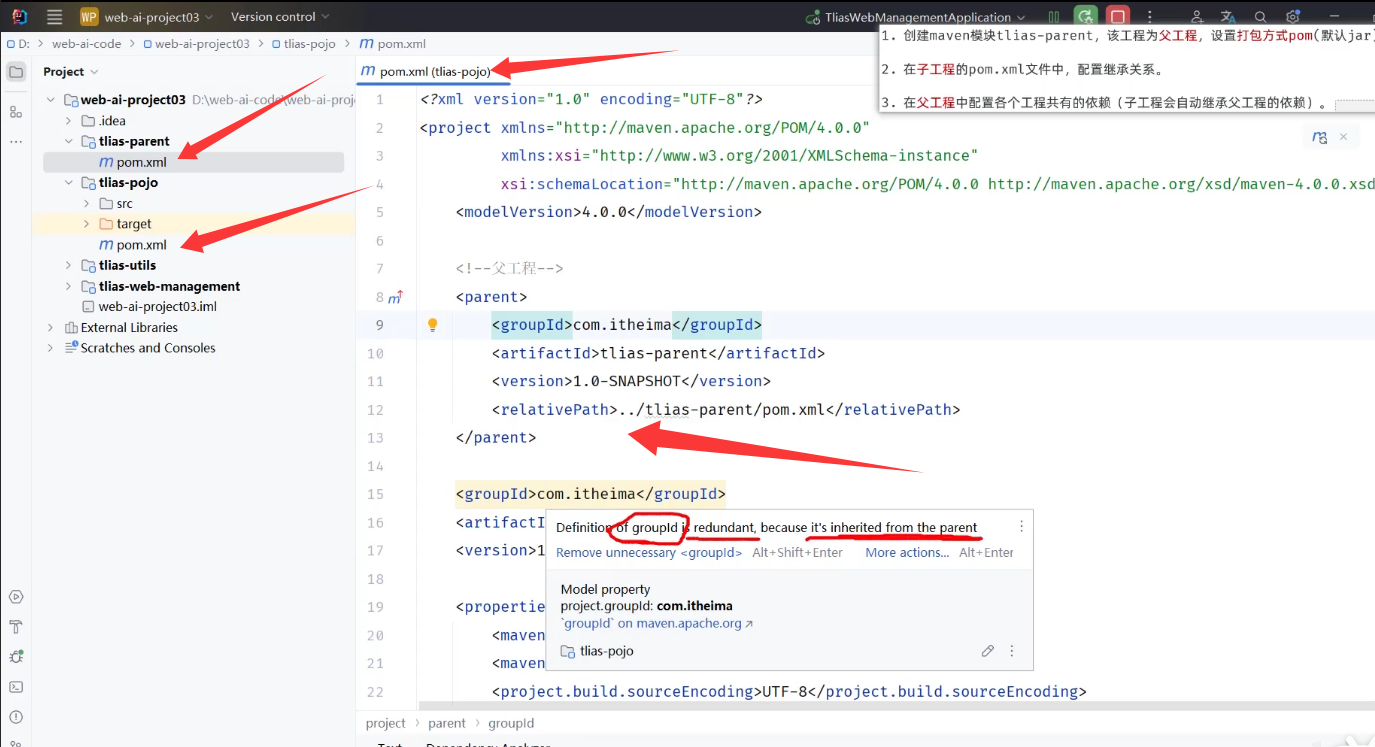 WP web-ai-project03 Version control TliasWebManagementApplication
D: web-ai-code web-ai-project03 tlias-pojo m pom.xml
1. 创建maven模块tlias-parent，该工程为父工程，设置打包方式pom(默认jar)
2. 在子工程的pom.xml文件中，配置继承关系。
3. 在父工程中配置各个工程共有的依赖（子工程会自动继承父工程的依赖）。
Project
web-ai-project03 D:\web-ai-code\web-ai-proj
.idea
tlias-parent
m pom.xml
tlias-pojo
src
target
m pom.xml
tlias-utils
tlias-web-management
web-ai-project03.iml
External Libraries
Scratches and Consoles
m pom.xml (tlias-pojo)
1 <?xml version="1.0" encoding="UTF-8"?>
2 <project xmlns="http://maven.apache.org/POM/4.0.0"
3 xmlns:xsi="http://www.w3.org/2001/XMLSchema-instance"
4 xsi:schemaLocation="http://maven.apache.org/POM/4.0.0 http://maven.apache.org/xsd/maven-4.0.0.xsd
5 <modelVersion>4.0.0</modelVersion>
6
7 <!--父工程-->
8 <parent>
9 <groupId>com.itheima</groupId>
10 <artifactId>tlias-parent</artifactId>
11 <version>1.0-SNAPSHOT</version>
12 <relativePath>../tlias-parent/pom.xml</relativePath>
13 </parent>
14
15 <groupId>com.itheima</groupId>
16 <artifactI
17 <version>1
18
19 <propertie
20 <maven
21 <maven
22 <project.build.sourceEncoding>UTF-8</project.build.sourceEncoding>
Definition of groupId is redundant, because it's inherited from the parent
Remove unnecessary <groupId> Alt+Shift+Enter More actions... Alt+Enter
Model property
project.groupId: com.itheima
`groupId` on maven.apache.org
tlias-pojo
project parent groupId
Text Dependency Analyzer